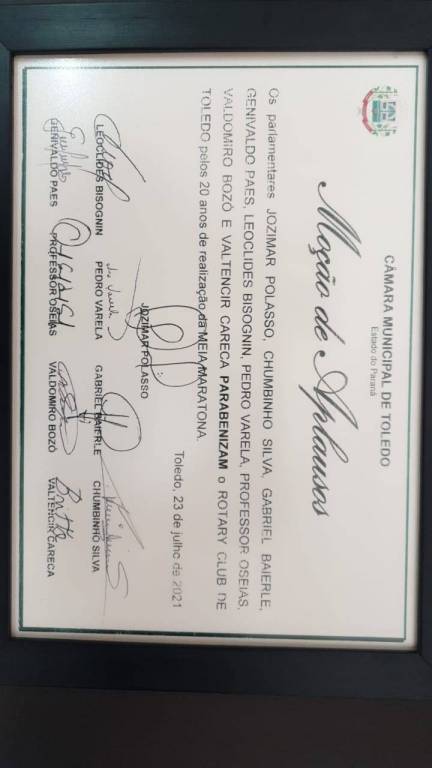 CÂMARA MUNICIPAL DE TOLEDO
Estado do Paraná
Moção de Aplausos
Os parlamentares JOZIMAR POLASSO, CHUMBINHO SILVA, GABRIEL BAIERLE,
GENIVALDO PAES, LEOCLIDES BISOGNIN, PEDRO VARELA, PROFESSOR OSEIAS,
VALDOMIRO BOZÓ E VALTENCIR CARECA PARABENIZAM o ROTARY CLUB DE
TOLEDO pelos 20 anos de realização da MEIA MARATONA.
Toledo, 23 de julho de 2021
JOZIMAR POLASSO
LEOCLIDES BISOGNIN PEDRO VARELA GABRIEL BAIERLE CHUMBINHO SILVA
GENIVALDO PAES PROFESSOR OSEIAS VALDOMIRO BOZÓ VALTENCIR CARECA